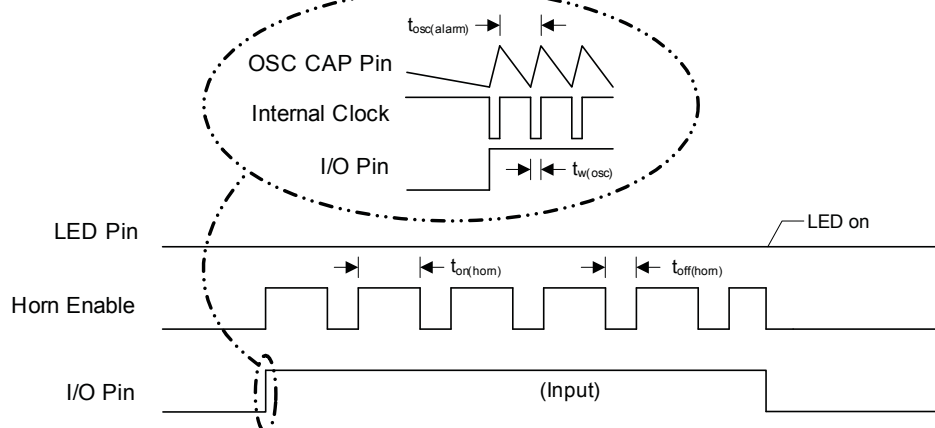 tosc(alarm)
OSC CAP Pin
Internal Clock
I/O Pin
tw(osc)
LED Pin
LED on
ton(horn)
toff(horn)
Horn Enable
I/O Pin
(Input)